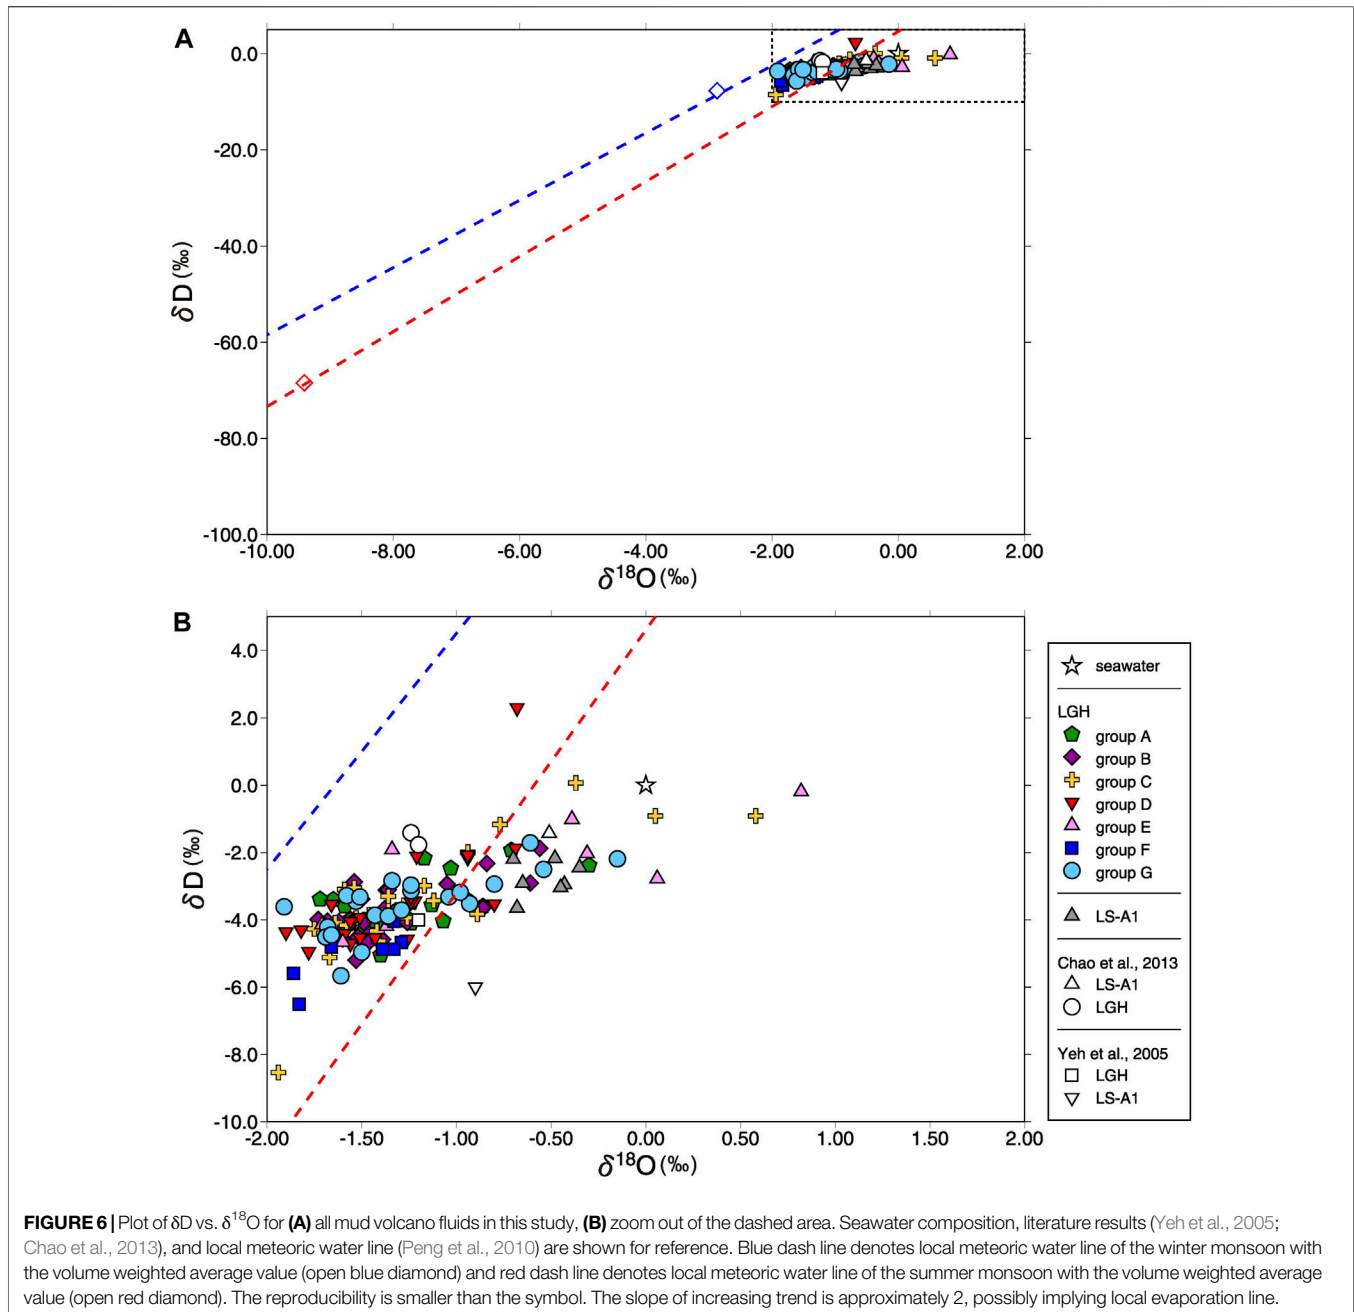 A
0.0
-20.0
-40.0
-60.0
-80.0
-100.0
δD (‰)
-10.00 -8.00 -6.00 -4.00 -2.00 0.00 2.00
δ18O (‰)
B
4.0
2.0
0.0
-2.0
-4.0
-6.0
-8.0
-10.0
δD (‰)
-2.00 -1.50 -1.00 -0.50 0.00 0.50 1.00 1.50 2.00
δ18O (‰)
seawater
LGH
group A
group B
group C
group D
group E
group F
group G
LS-A1
Chao et al., 2013
LS-A1
LGH
Yeh et al., 2005
LGH
LS-A1
FIGURE 6 | Plot of δD vs. δ18O for (A) all mud volcano fluids in this study, (B) zoom out of the dashed area. Seawater composition, literature results (Yeh et al., 2005;
Chao et al., 2013), and local meteoric water line (Peng et al., 2010) are shown for reference. Blue dash line denotes local meteoric water line of the winter monsoon with
the volume weighted average value (open blue diamond) and red dash line denotes local meteoric water line of the summer monsoon with the volume weighted average
value (open red diamond). The reproducibility is smaller than the symbol. The slope of increasing trend is approximately 2, possibly implying local evaporation line.